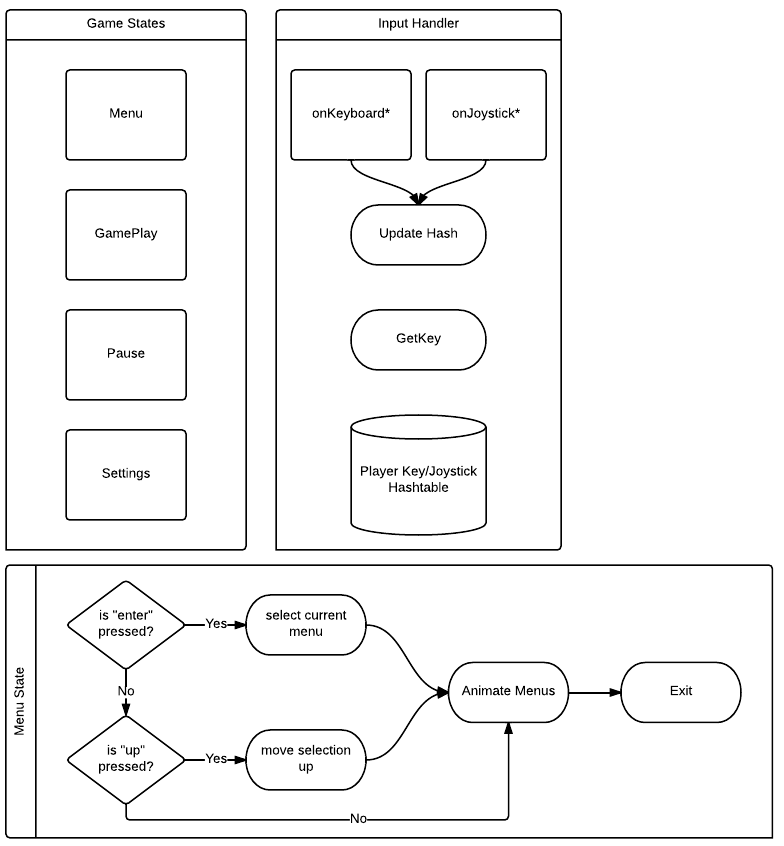 Game States
Menu
GamePlay
Pause
Settings
Input Handler
onKeyboard*
onJoystick*
Update Hash
GetKey
Player Key/Joystick
Hashtable
Menu State
is "enter"
pressed?
Yes
select current
menu
No
is "up"
pressed?
Yes
move selection
up
No
Animate Menus
Exit